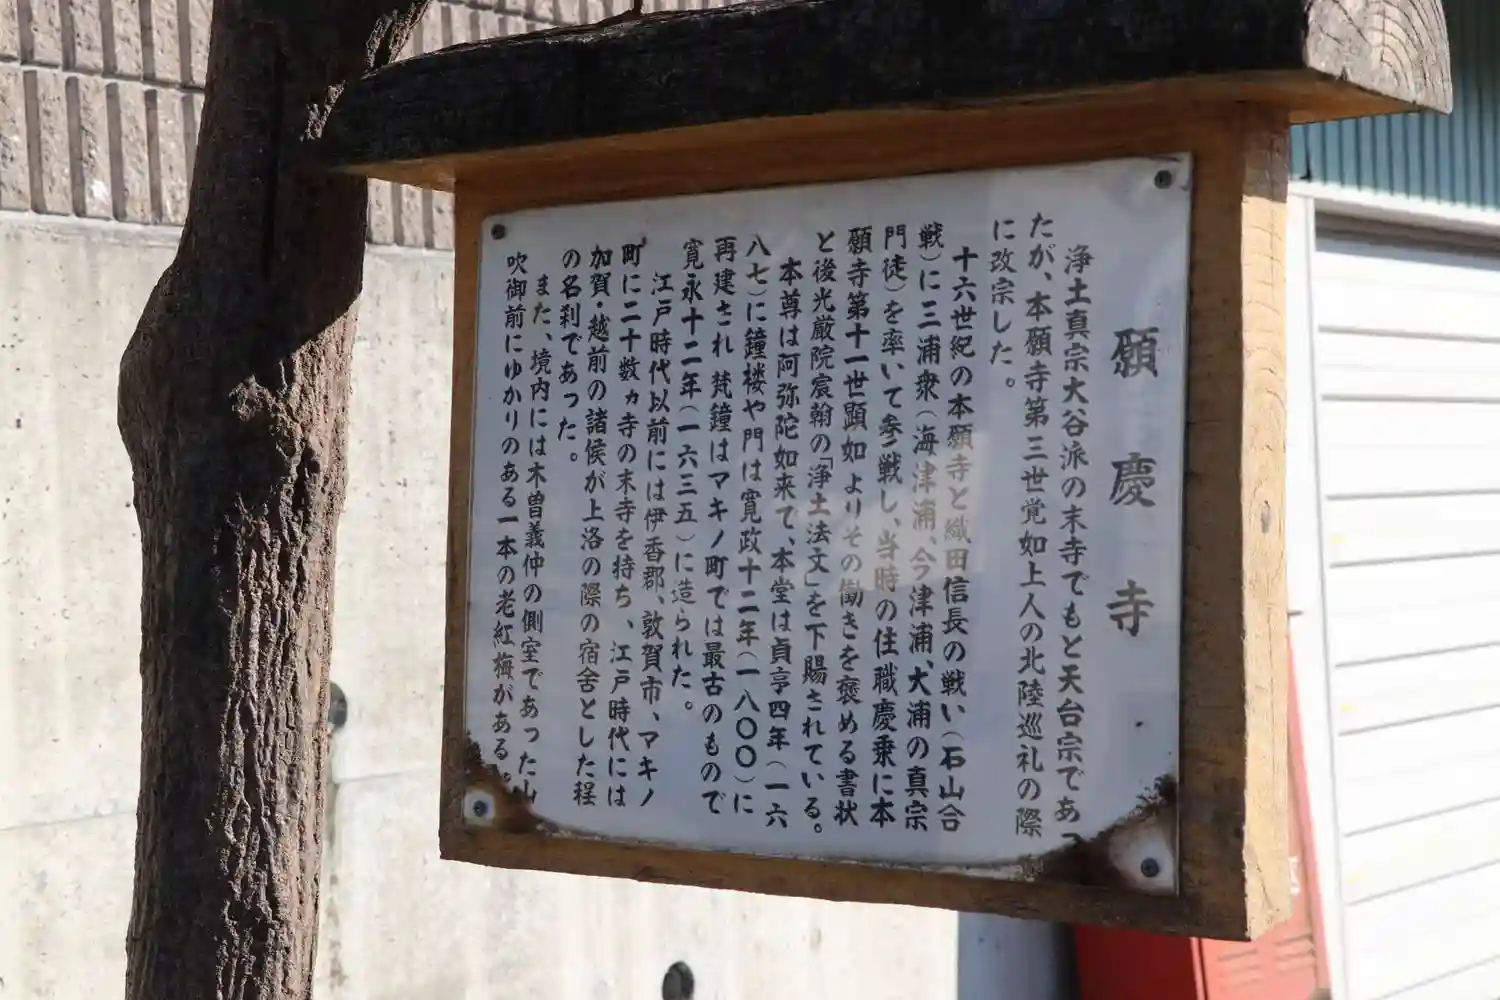 願慶寺
浄土真宗大谷派の末寺でもと天台宗であっ
たが、本願寺第三世覚如上人の北陸巡礼の際
に改宗した。
十六世紀の本願寺と織田信長の戦い(石山合
戦)に三浦衆(海津浦、今津浦、大浦の真宗
門徒)を率いて参戦し、当時の住職慶乗に本
願寺第十一世顕如よりその働きを褒める書状
と後光厳院宸翰の「浄土法文」を下賜されている。
本尊は阿弥陀如来で、本堂は貞享四年(一六
八七)に鐘楼や門は寛政十二年(一八〇〇)に
再建され梵鐘はマキノ町では最古のもので
寛永十二年(一六三五)に造られた。
江戸時代以前には伊香郡、敦賀市、マキノ
町に二十数ヵ寺の末寺を持ち、江戸時代には
加賀・越前の諸侯が上洛の際の宿舎とした程
の名刹であった。
また、境内には木曽義仲の側室であった山
吹御前にゆかりのある一本の老紅梅がある。